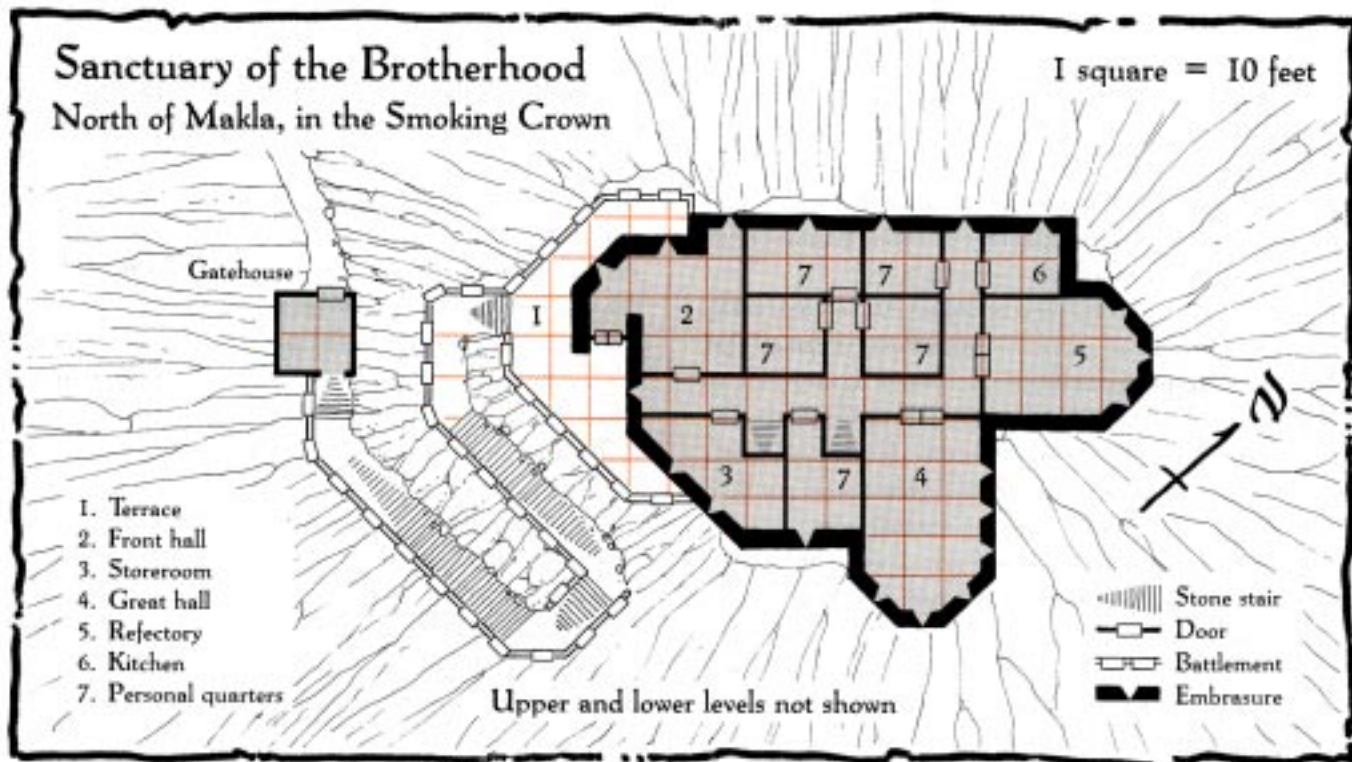 Sanctuary of the Brotherhood
North of Makla, in the Smoking Crown
1 square = 10 feet
Gatehouse
1
2
7
7
6
7
7
5
3
7
4
N
1. Terrace
2. Front hall
3. Storeroom
4. Great hall
5. Refectory
6. Kitchen
7. Personal quarters
Stone stair
Door
Battlement
Embrasure
Upper and lower levels not shown